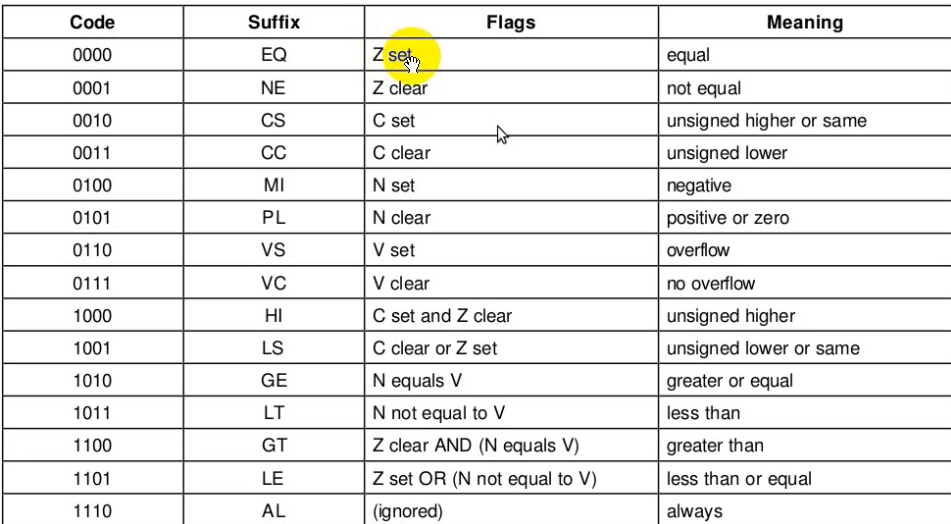 Code Suffix Flags Meaning
0000 EQ Z set equal
0001 NE Z clear not equal
0010 CS C set unsigned higher or same
0011 CC C clear unsigned lower
0100 MI N set negative
0101 PL N clear positive or zero
0110 VS V set overflow
0111 VC V clear no overflow
1000 HI C set and Z clear unsigned higher
1001 LS C clear or Z set unsigned lower or same
1010 GE N equals V greater or equal
1011 LT N not equal to V less than
1100 GT Z clear AND (N equals V) greater than
1101 LE Z set OR (N not equal to V) less than or equal
1110 AL (ignored) always